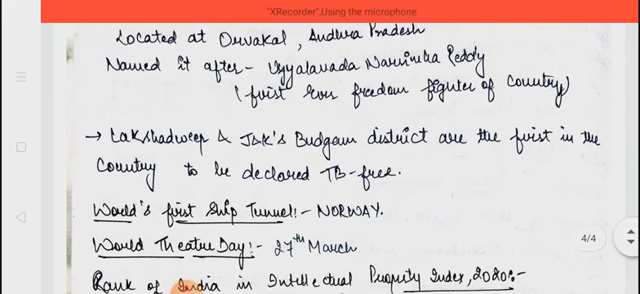 "XRecorder",Using the microphone
Located at Orvakal, Andhra Pradesh
Named it after - Uyyalavada Narsimha Reddy
(first ever freedom fighter of country)
→ Lakshadweep & J&K's Budgam district are the first in the
Country to be declared TB-free.
World's first Ship Tunnel:- NORWAY.
World Theatre Day:- 27th March
4/4
Rank of India in Intellectual Property Index, 2020:-